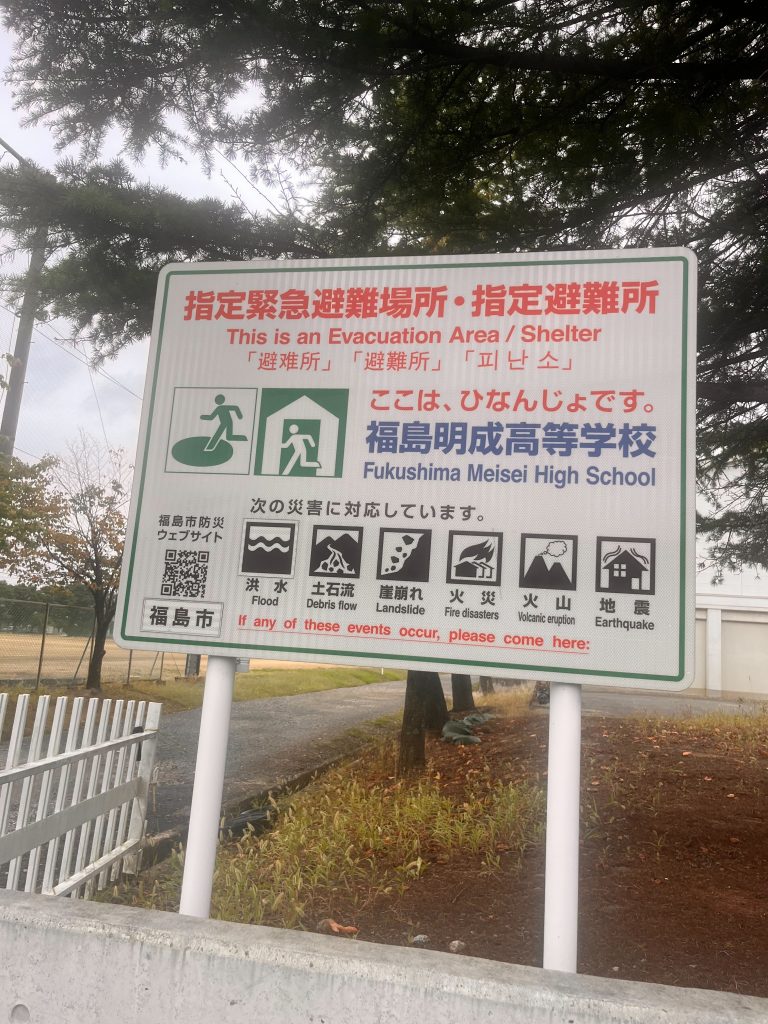 指定緊急避難場所・指定避難所
This is an Evacuation Area / Shelter
「避难所」「避難所」「피난소」
ここは、ひなんじょです。
福島明成高等学校
Fukushima Meisei High School
次の災害に対応しています。
福島市防災
ウェブサイト
福島市
洪水
Flood
土石流
Debris flow
崖崩れ
Landslide
火災
Fire disasters
火山
Volcanic eruption
地震
Earthquake
If any of these events occur, please come here: